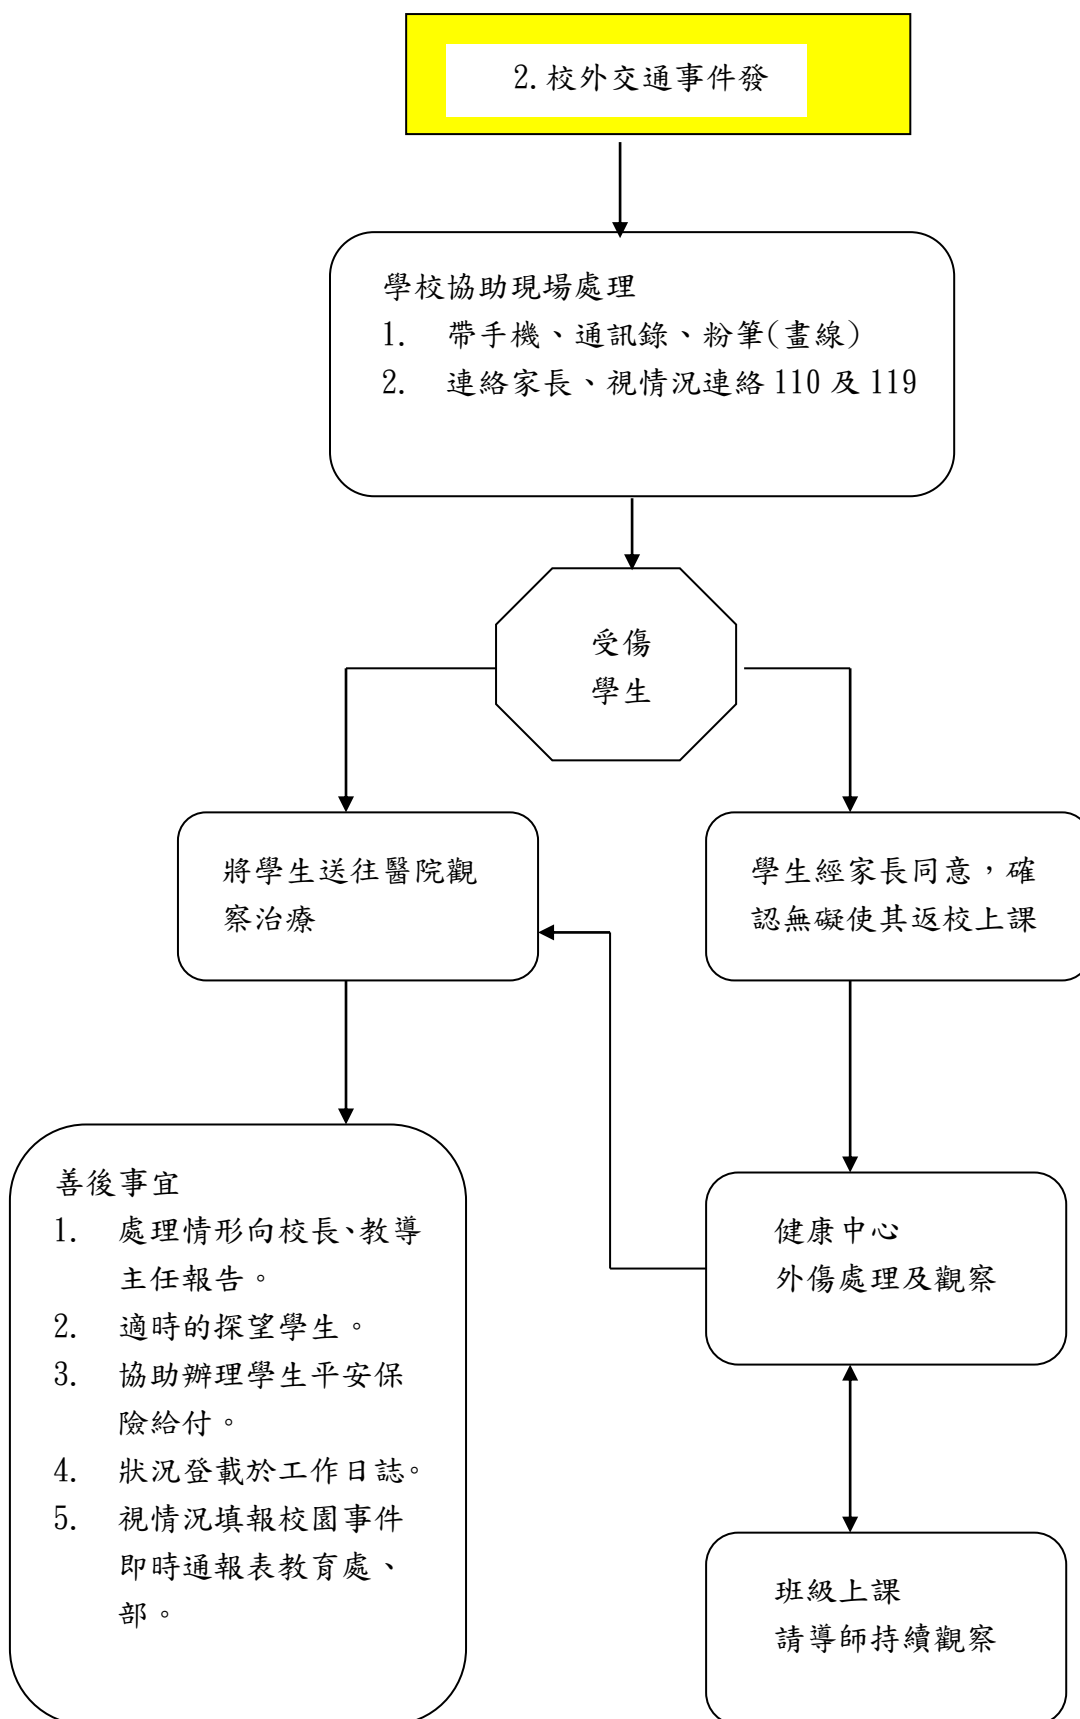 2.校外交通事件發
學校協助現場處理
1. 帶手機、通訊錄、粉筆(畫線)
2. 連絡家長、視情況連絡 110 及 119
受傷
學生
將學生送往醫院觀
察治療
學生經家長同意，確
認無礙使其返校上課
善後事宜
1. 處理情形向校長、教導
主任報告。
2. 適時的探望學生。
3. 協助辦理學生平安保
險給付。
4. 狀況登載於工作日誌。
5. 視情況填報校園事件
即時通報表教育處、
部。
健康中心
外傷處理及觀察
班級上課
請導師持續觀察